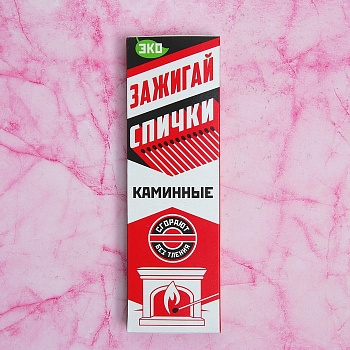 ЭКО
ЗАЖИГАЙ
СПИЧКИ
КАМИННЫЕ
СГОРАЮТ
БЕЗ ТЛЕНИЯ